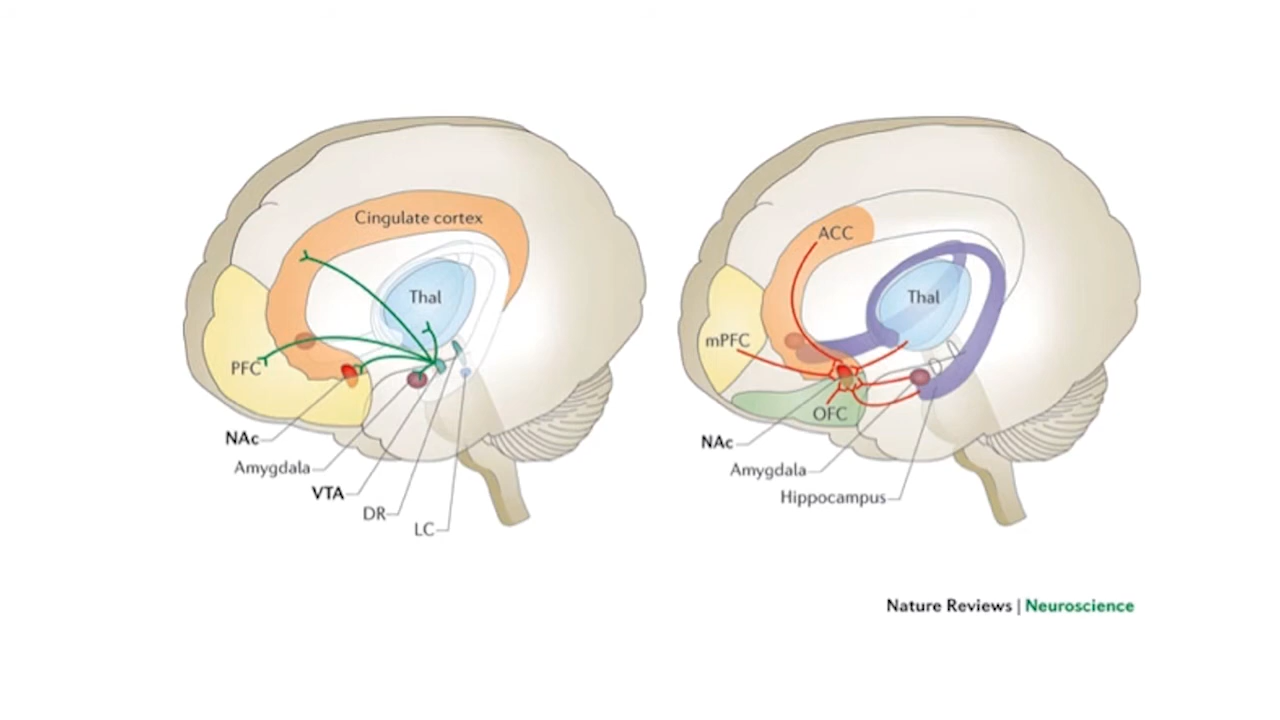 Cingulate cortex
Thal
PFC
NAc
Amygdala
VTA
DR
LC
ACC
Thal
mPFC
OFC
NAc
Amygdala
Hippocampus
Nature Reviews | Neuroscience